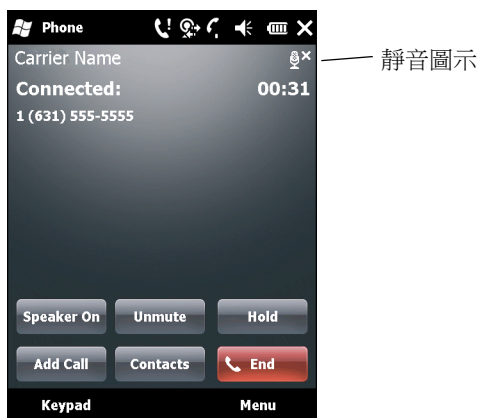 Phone
Carrier Name
靜音圖示
Connected: 00:31
1 (631) 555-5555
Speaker On Unmute Hold
Add Call Contacts End
Keypad Menu